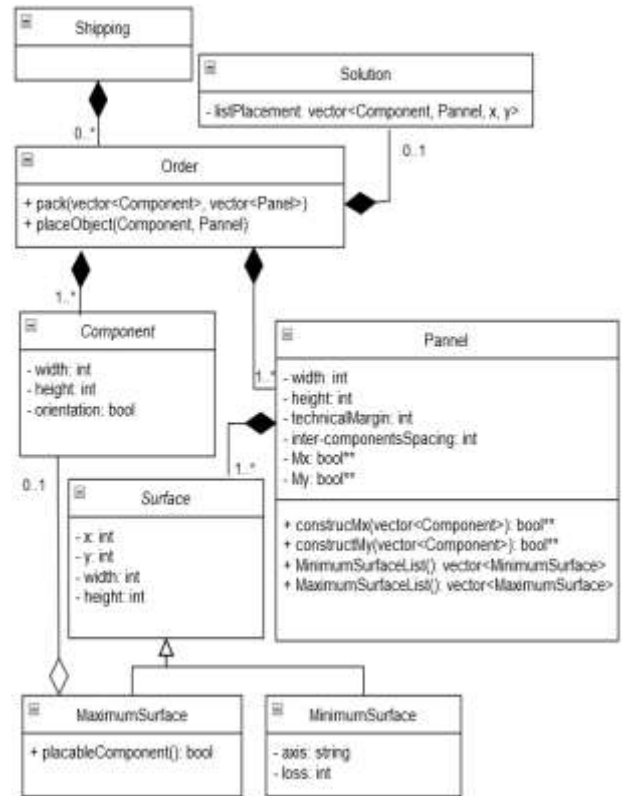 Shipping
Solution
- listPlacement: vector<Component, Pannel, x, y>
0..*
0..1
Order
+ pack(vector<Component>, vector<Panel>)
+ placeObject(Component, Pannel)
1..*
Component
- width: int
- height: int
- orientation: bool
1..*
Pannel
- width: int
- height: int
- technicalMargin: int
- inter-componentsSpacing: int
- Mx: bool**
- My: bool**
+ construcMx(vector<Component>): bool**
+ constructMy(vector<Component>): bool**
+ MinimumSurfaceList(): vector<MinimumSurface>
+ MaximumSurfaceList(): vector<MaximumSurface>
0..1
1..*
Surface
- x: int
- y: int
- width: int
- height: int
MaximumSurface
+ placableComponent(): bool
MinimumSurface
- axis: string
- loss: int